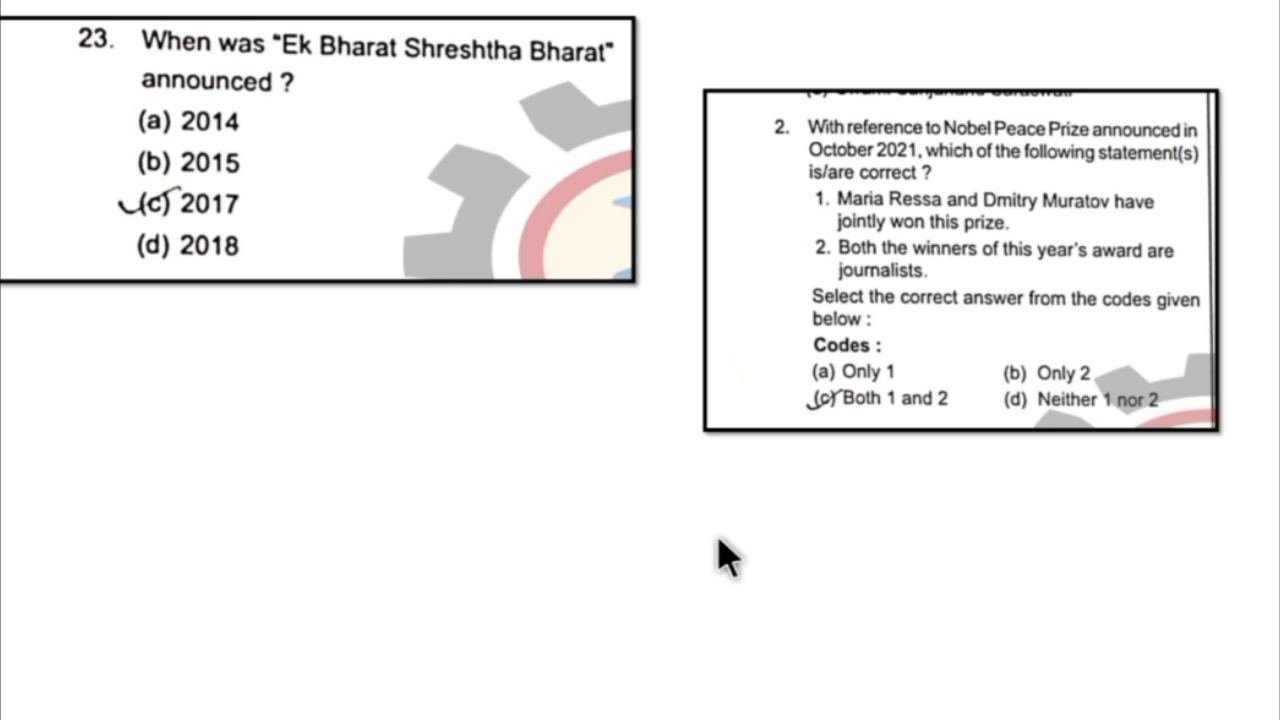 23. When was "Ek Bharat Shreshtha Bharat"
announced ?
(a) 2014
(b) 2015
(c) 2017
(d) 2018
2. With reference to Nobel Peace Prize announced in
October 2021, which of the following statement(s)
is/are correct ?
1. Maria Ressa and Dmitry Muratov have
jointly won this prize.
2. Both the winners of this year's award are
journalists.
Select the correct answer from the codes given
below :
Codes :
(a) Only 1 (b) Only 2
(c) Both 1 and 2 (d) Neither 1 nor 2